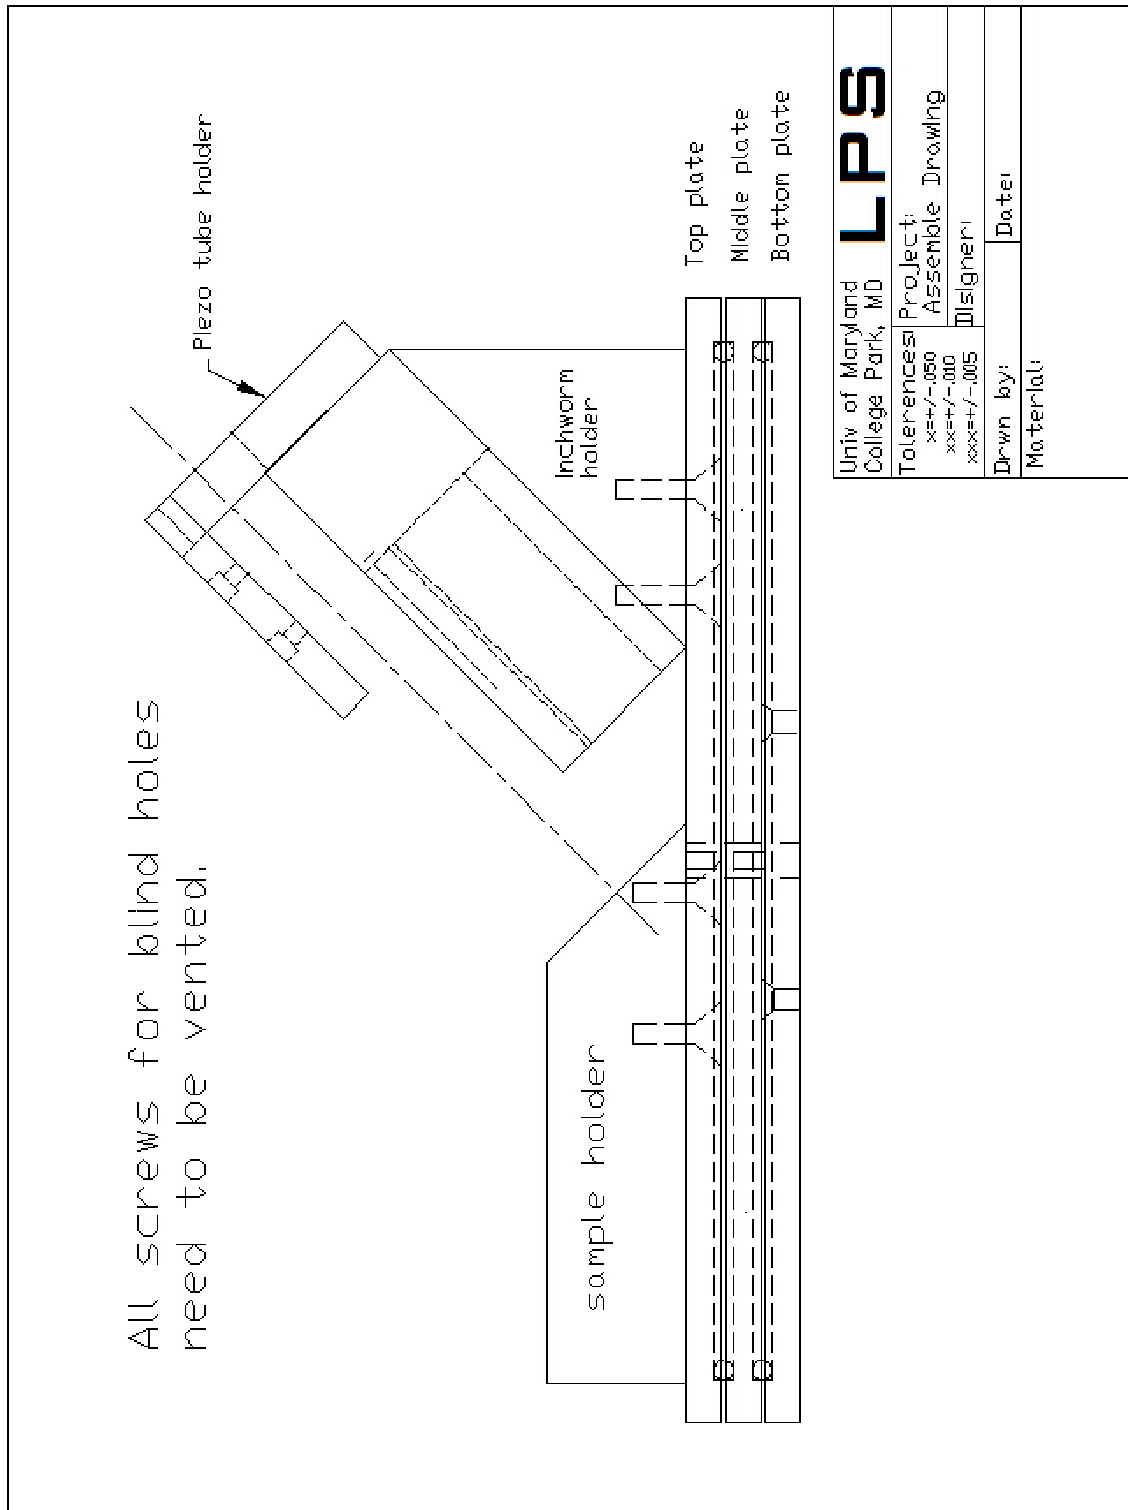 All screws for blind holes
need to be vented.
Piezo tube holder
Inchworm
holder
sample holder
Top plate
Middle plate
Bottom plate
Univ of Maryland
College Park, MD
LPS
Tolerences:
x=+/-.050
xx=+/-.010
xxx=+/-.005
Project:
Assemble Drawing
Disigner:
Drwn by:
Date:
Material: